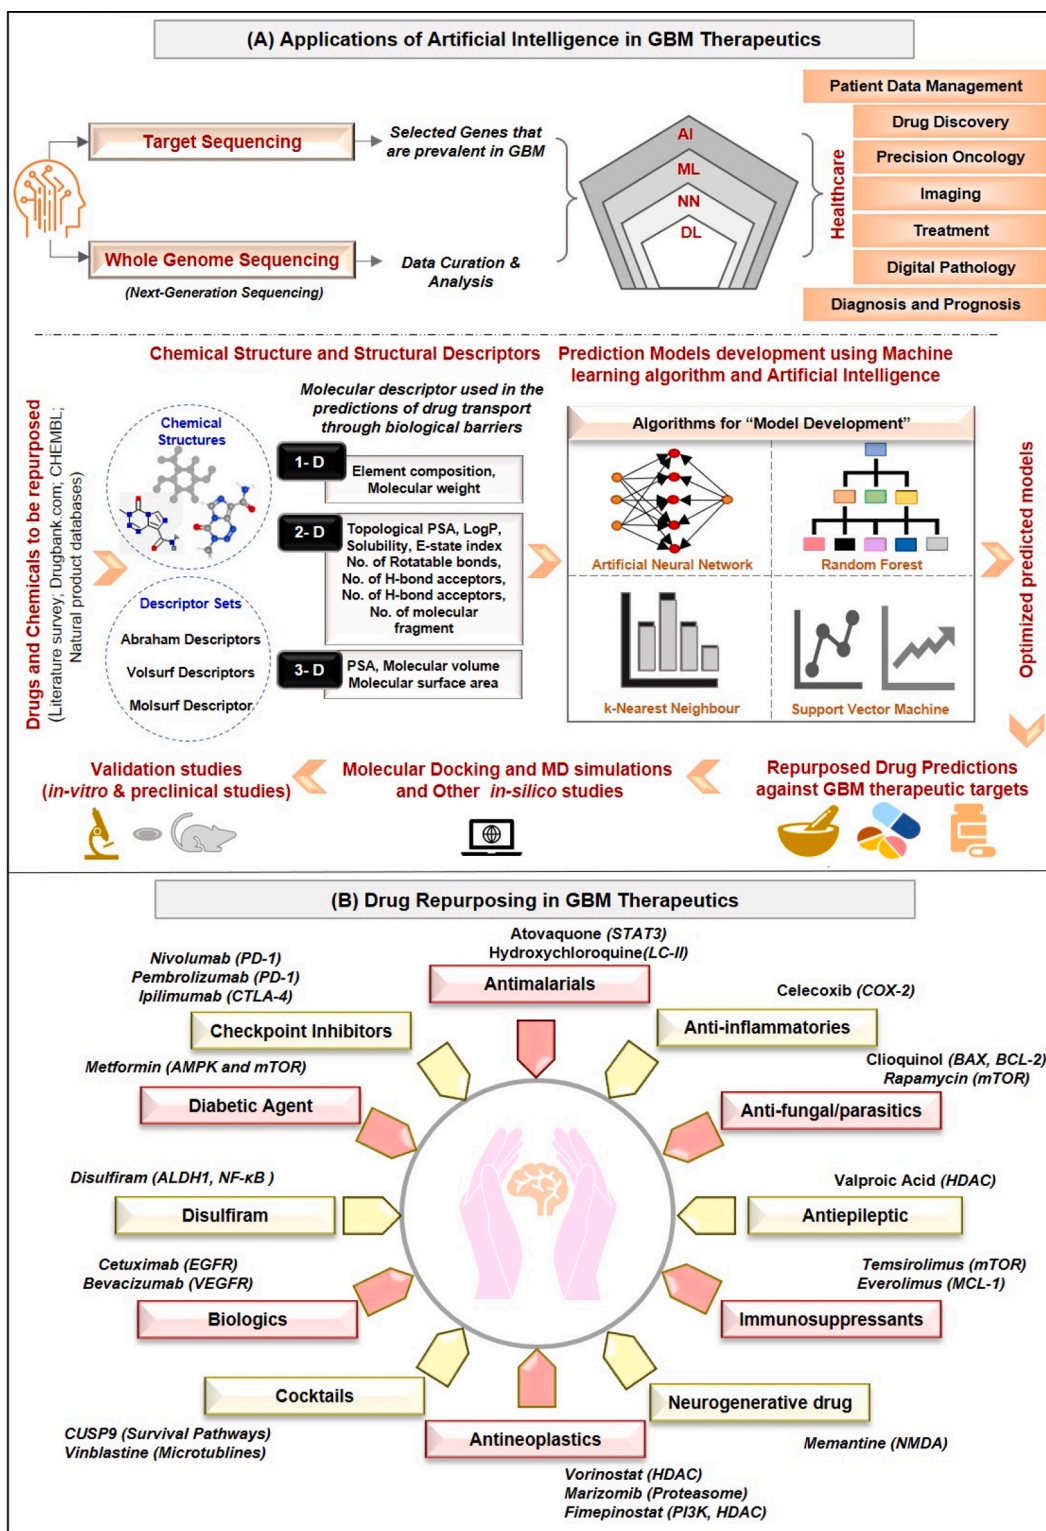 (A) Applications of Artificial Intelligence in GBM Therapeutics
Target Sequencing
Selected Genes that
are prevalent in GBM
Whole Genome Sequencing
(Next-Generation Sequencing)
Data Curation &
Analysis
AI
ML
NN
DL
Healthcare
Patient Data Management
Drug Discovery
Precision Oncology
Imaging
Treatment
Digital Pathology
Diagnosis and Prognosis
Drugs and Chemicals to be repurposed
(Literature survey; Drugbank.com; CHEMBL;
Natural product databases)
Chemical Structure and Structural Descriptors
Chemical
Structures
Descriptor Sets
Abraham Descriptors
Volsurf Descriptors
Molsurf Descriptor
Molecular descriptor used in the
predictions of drug transport
through biological barriers
1- D
Element composition,
Molecular weight
2- D
Topological PSA, LogP,
Solubility, E-state index
No. of Rotatable bonds,
No. of H-bond acceptors,
No. of H-bond acceptors,
No. of molecular
fragment
3- D
PSA, Molecular volume
Molecular surface area
Prediction Models development using Machine
learning algorithm and Artificial Intelligence
Algorithms for “Model Development”
Artificial Neural Network
Random Forest
k-Nearest Neighbour
Support Vector Machine
Optimized predicted models
Repurposed Drug Predictions
against GBM therapeutic targets
Molecular Docking and MD simulations
and Other in-silico studies
Validation studies
(in-vitro & preclinical studies)
(B) Drug Repurposing in GBM Therapeutics
Atovaquone (STAT3)
Hydroxychloroquine(LC-II)
Antimalarials
Nivolumab (PD-1)
Pembrolizumab (PD-1)
Ipilimumab (CTLA-4)
Checkpoint Inhibitors
Celecoxib (COX-2)
Anti-inflammatories
Metformin (AMPK and mTOR)
Diabetic Agent
Clioquinol (BAX, BCL-2)
Rapamycin (mTOR)
Anti-fungal/parasitics
Disulfiram (ALDH1, NF-κB )
Disulfiram
Valproic Acid (HDAC)
Antiepileptic
Cetuximab (EGFR)
Bevacizumab (VEGFR)
Biologics
Temsirolimus (mTOR)
Everolimus (MCL-1)
Immunosuppressants
Cocktails
CUSP9 (Survival Pathways)
Vinblastine (Microtublines)
Neurogenerative drug
Memantine (NMDA)
Antineoplastics
Vorinostat (HDAC)
Marizomib (Proteasome)
Fimepinostat (PI3K, HDAC)